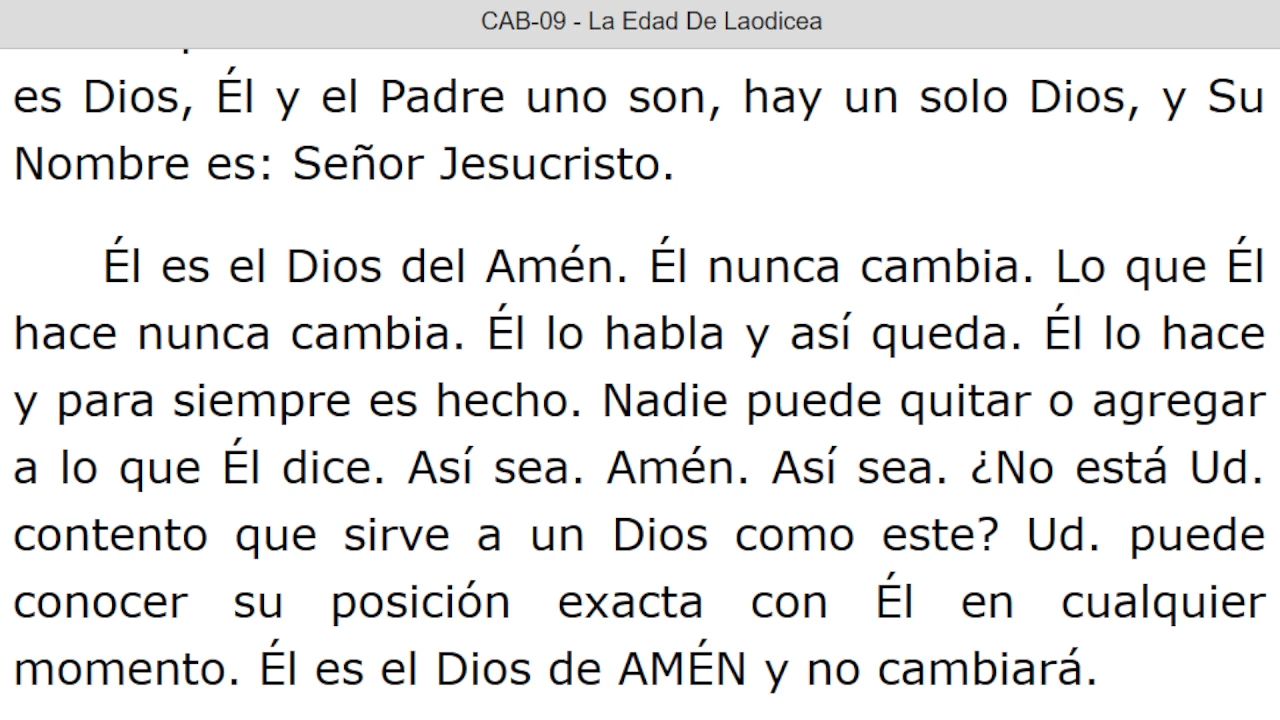 CAB-09 - La Edad De Laodicea
es Dios, Él y el Padre uno son, hay un solo Dios, y Su
Nombre es: Señor Jesucristo.
Él es el Dios del Amén. Él nunca cambia. Lo que Él
hace nunca cambia. Él lo habla y así queda. Él lo hace
y para siempre es hecho. Nadie puede quitar o agregar
a lo que Él dice. Así sea. Amén. Así sea. ¿No está Ud.
contento que sirve a un Dios como este? Ud. puede
conocer su posición exacta con Él en cualquier
momento. Él es el Dios de AMÉN y no cambiará.